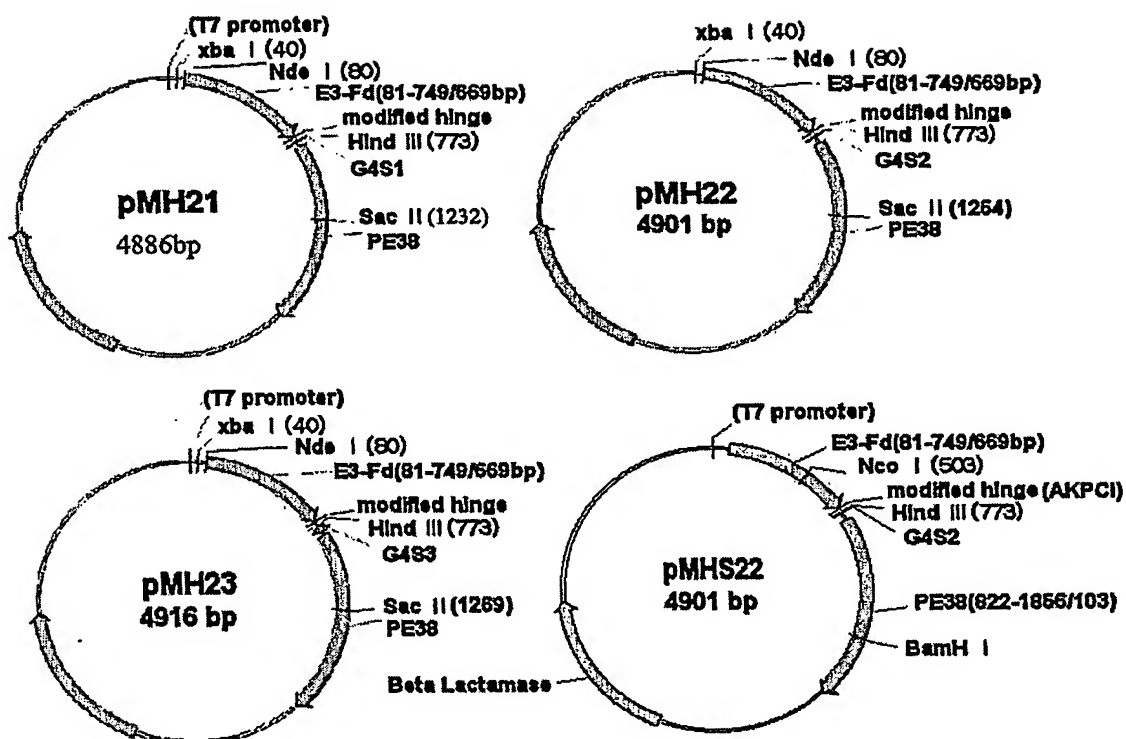 (T7 promoter)
xba I (40)
Nde I (80)
E3-Fd(81-749/669bp)
modified hinge
Hind III (773)
G4S1
pMH21
4886bp
Sac II (1232)
PE38
xba I (40)
Nde I (80)
E3-Fd(81-749/669bp)
modified hinge
Hind III (773)
G4S2
pMH22
4901 bp
Sac II (1254)
PE38
(T7 promoter)
xba I (40)
Nde I (80)
E3-Fd(81-749/669bp)
modified hinge
Hind III (773)
G4S3
pMH23
4916 bp
Sac II (1269)
PE38
(T7 promoter)
E3-Fd(81-749/669bp)
Nco I (503)
modified hinge (AKPCI)
Hind III (773)
G4S2
pMHS22
4901 bp
PE38(822-1856/103)
BamH I
Beta Lactamase